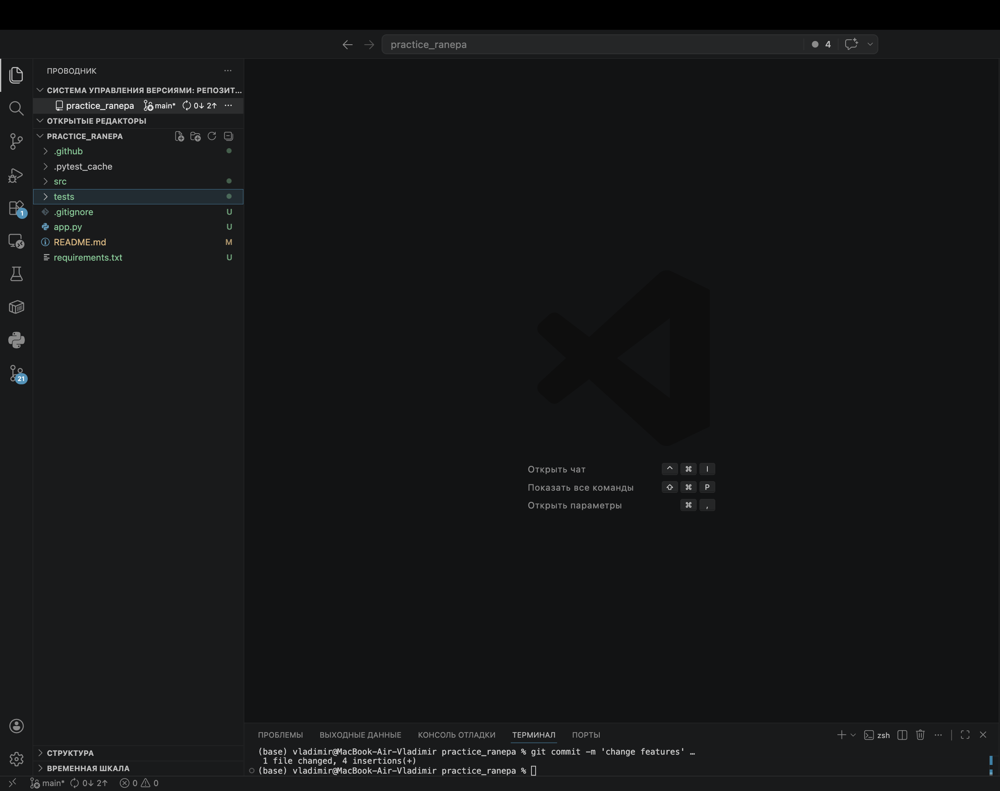 practice_ranepa
4
ПРОВОДНИК
СИСТЕМА УПРАВЛЕНИЯ ВЕРСИЯМИ: РЕПОЗИТ...
practice_ranepa main* 0↓ 2↑
ОТКРЫТЫЕ РЕДАКТОРЫ
PRACTICE_RANEPA
.github
.pytest_cache
src
tests
.gitignore U
app.py U
README.md M
requirements.txt U
1
21
Открыть чат ^ ⌘ I
Показать все команды ⇧ ⌘ P
Открыть параметры ⌘ ,
ПРОБЛЕМЫ ВЫХОДНЫЕ ДАННЫЕ КОНСОЛЬ ОТЛАДКИ ТЕРМИНАЛ ПОРТЫ
zsh
(base) vladimir@MacBook-Air-Vladimir practice_ranepa % git commit -m 'change features' …
1 file changed, 4 insertions(+)
(base) vladimir@MacBook-Air-Vladimir practice_ranepa %
СТРУКТУРА
ВРЕМЕННАЯ ШКАЛА
main* 0↓ 2↑ 0 0